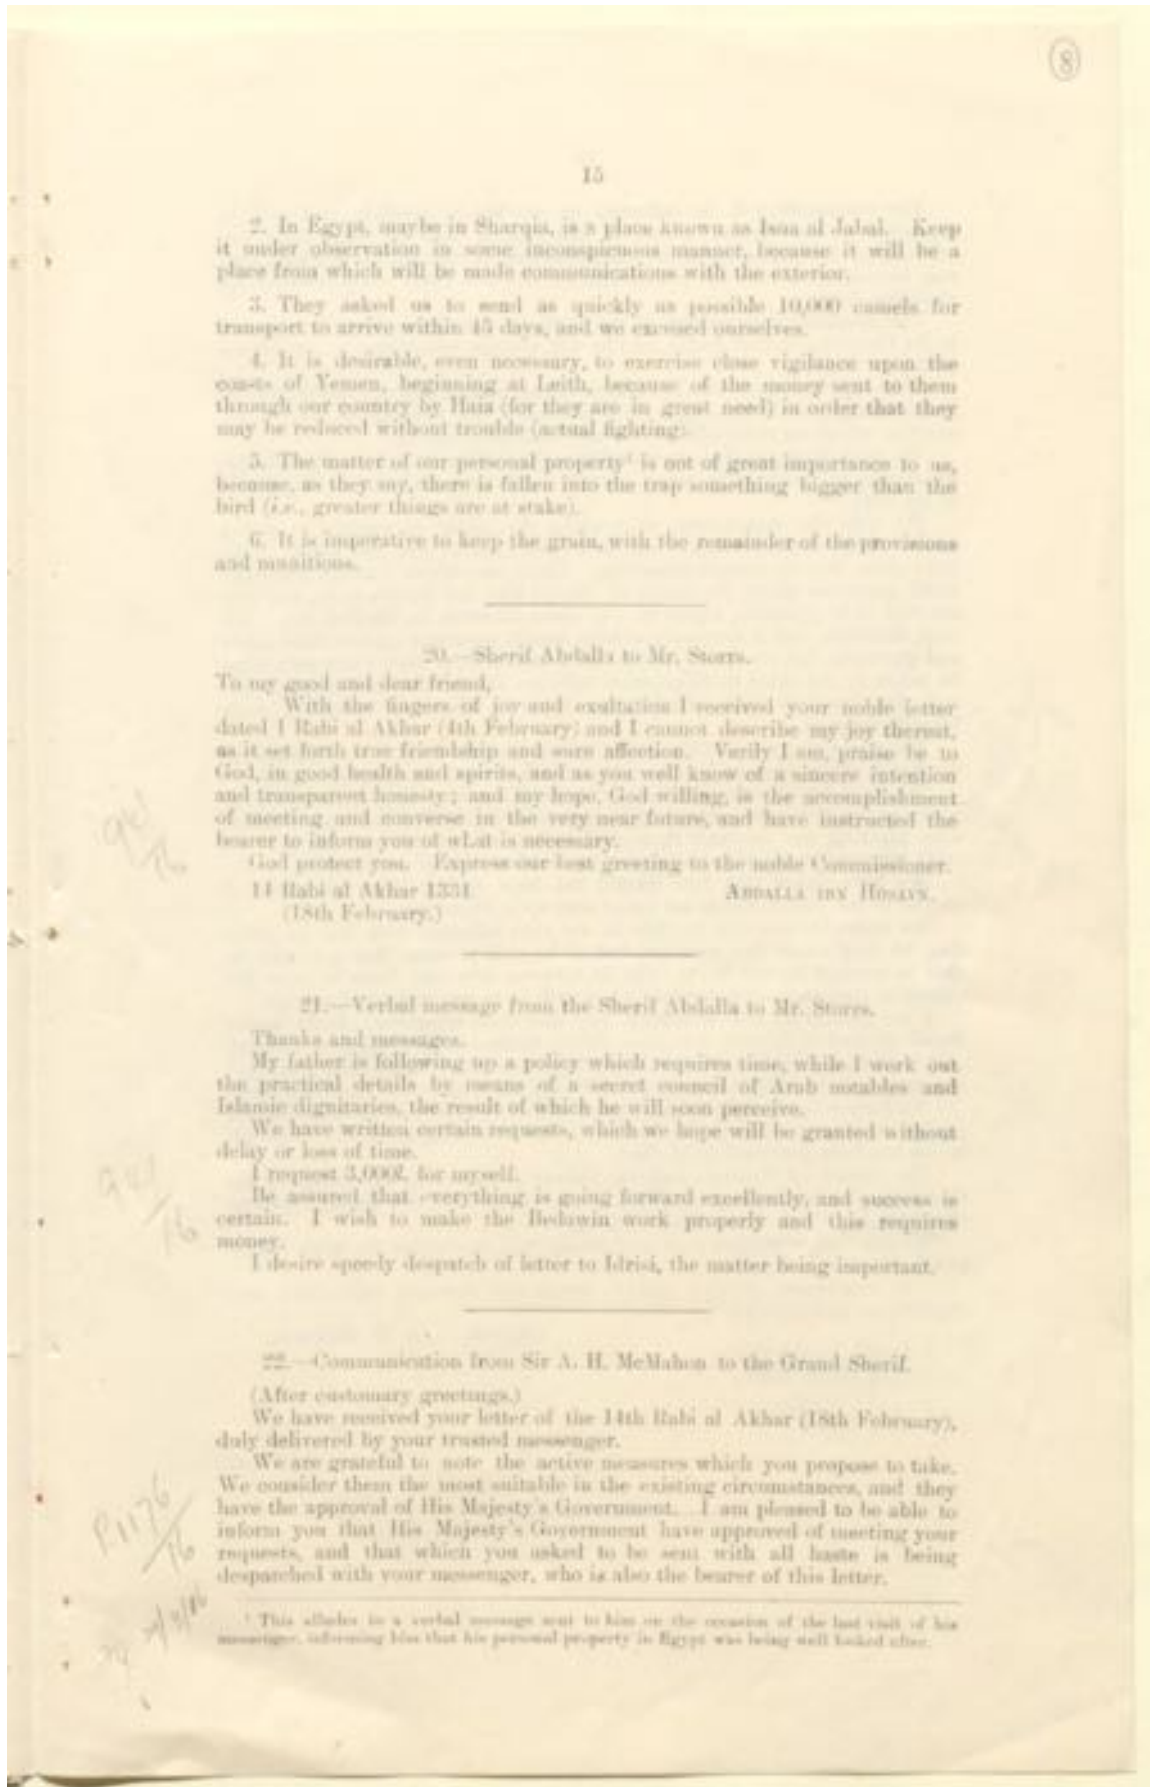 8
15
2. In Egypt, maybe in Sharqia, is a place known as Isna al Jabal. Keep
it under observation in some inconspicuous manner, because it will be a
place from which will be made communications with the exterior.
3. They asked us to send as quickly as possible 10,000 camels for
transport to arrive within 45 days, and we excused ourselves.
4. It is desirable, even necessary, to exercise close vigilance upon the
coasts of Yemen, beginning at Leith, because of the money sent to them
through our country by Haia (for they are in great need) in order that they
may be reduced without trouble (actual fighting).
5. The matter of our personal property¹ is not of great importance to us,
because, as they say, there is fallen into the trap something bigger than the
bird (i.e., greater things are at stake).
6. It is imperative to keep the grain, with the remainder of the provisions
and munitions.
20.—Sherif Abdalla to Mr. Storrs.
To my good and dear friend,
With the fingers of joy and exultation I received your noble letter
dated 1 Rabi al Akhar (4th February) and I cannot describe my joy thereat,
as it set forth true friendship and sure affection. Verily I am, praise be to
God, in good health and spirits, and as you well know of a sincere intention
and transparent honesty; and my hope, God willing, is the accomplishment
of meeting and converse in the very near future, and have instructed the
bearer to inform you of what is necessary.
God protect you. Express our best greeting to the noble Commissioner.
14 Rabi al Akhar 1334 ABDALLA IBN HOSAYN.
(18th February.)
21.—Verbal message from the Sherif Abdalla to Mr. Storrs.
Thanks and messages.
My father is following up a policy which requires time, while I work out
the practical details by means of a secret council of Arab notables and
Islamic dignitaries, the result of which he will soon perceive.
We have written certain requests, which we hope will be granted without
delay or loss of time.
I request 3,000l. for myself.
Be assured that everything is going forward excellently, and success is
certain. I wish to make the Bedawin work properly and this requires
money.
I desire speedy despatch of letter to Idrisi, the matter being important.
22.—Communication from Sir A. H. McMahon to the Grand Sherif.
(After customary greetings.)
We have received your letter of the 14th Rabi al Akhar (18th February),
duly delivered by your trusted messenger.
We are grateful to note the active measures which you propose to take.
We consider them the most suitable in the existing circumstances, and they
have the approval of His Majesty's Government. I am pleased to be able to
inform you that His Majesty's Government have approved of meeting your
requests, and that which you asked to be sent with all haste is being
despatched with your messenger, who is also the bearer of this letter.
P1176
16
¹ This alludes to a verbal message sent to him on the occasion of the last visit of his
messenger, informing him that his personal property in Egypt was being well looked after.